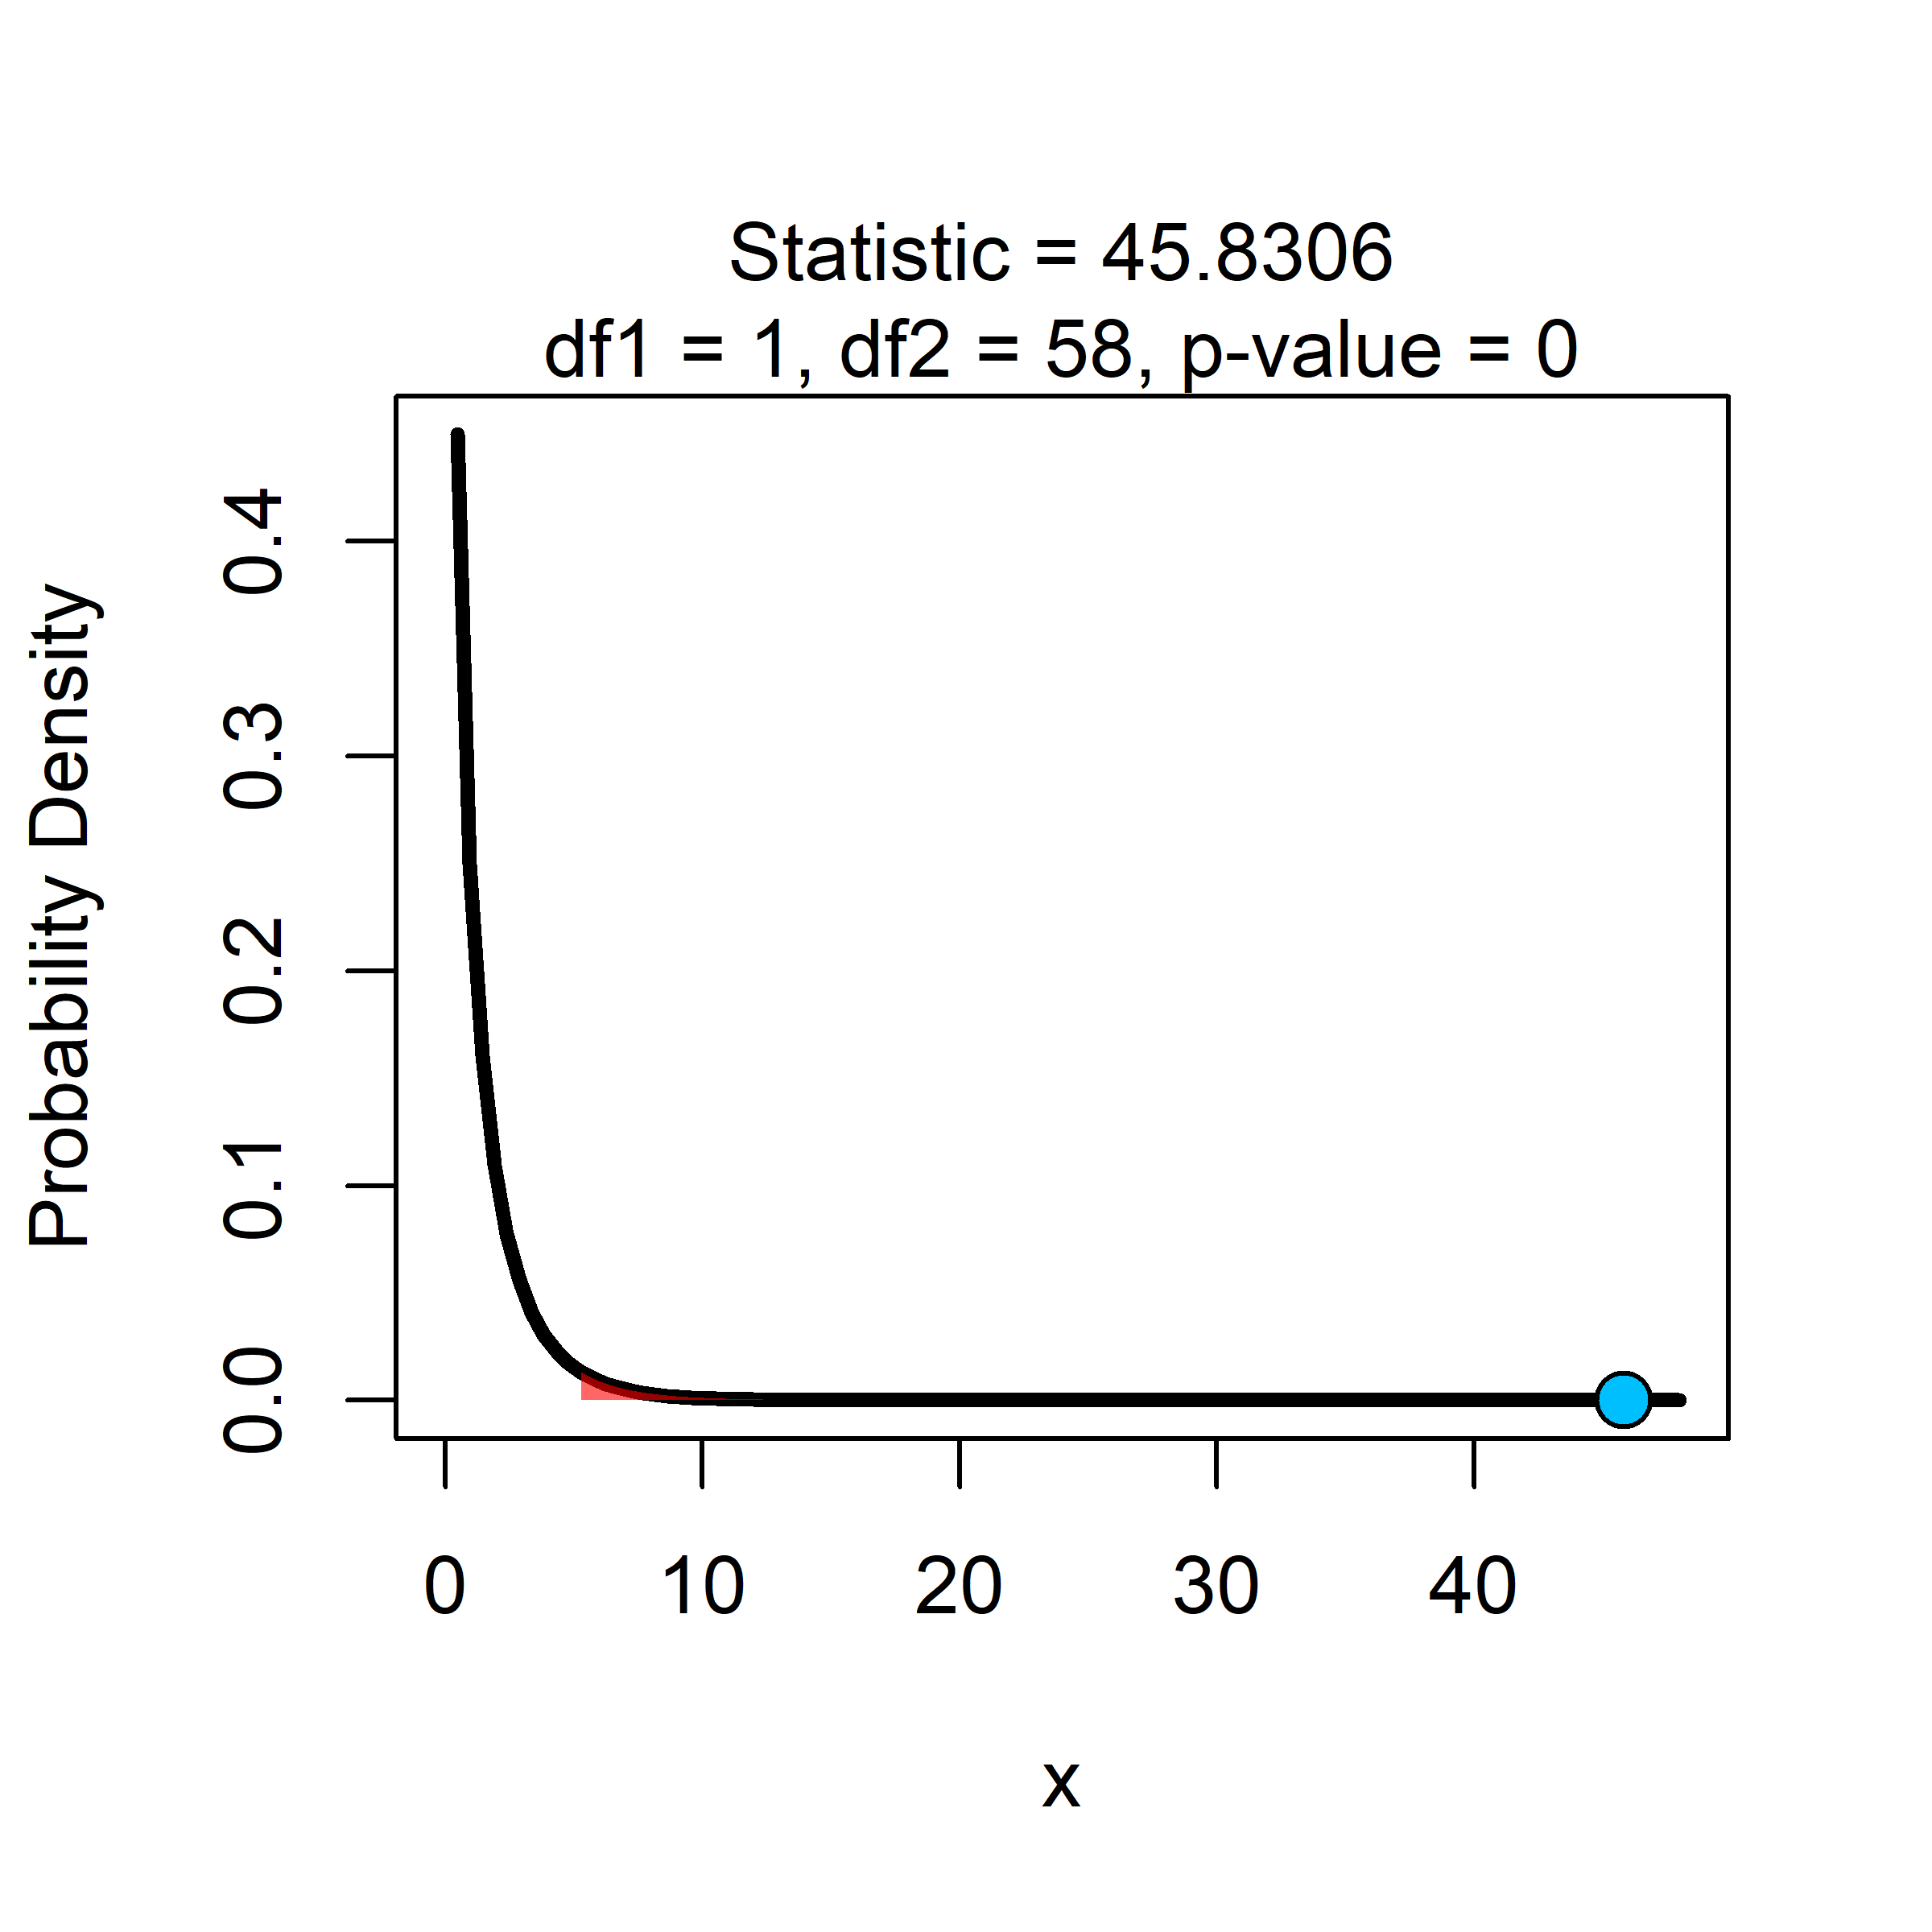 Statistic = 45.8306
df1 = 1, df2 = 58, p-value = 0
Probability Density
0.4
0.3
0.2
0.1
0.0
0 10 20 30 40
x